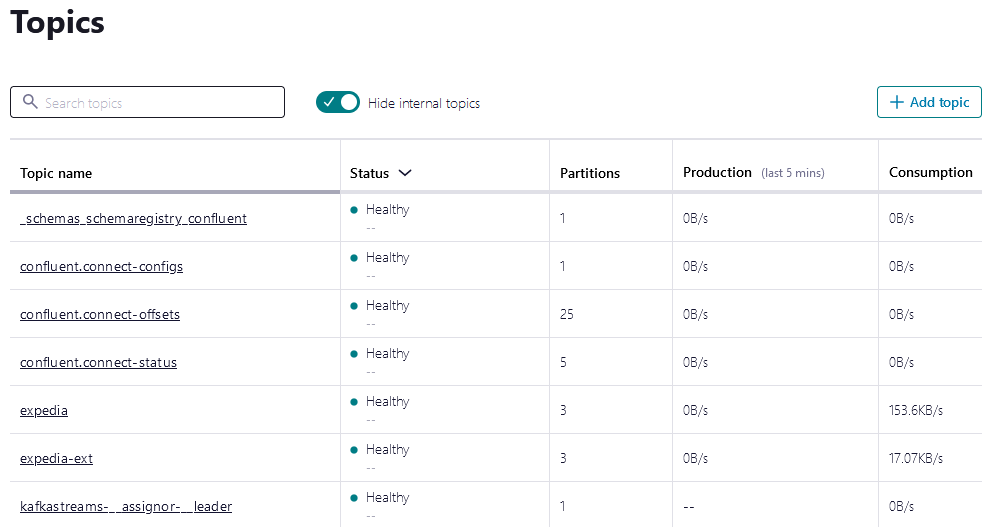 Topics
Search topics Hide internal topics + Add topic
Topic name Status Partitions Production (last 5 mins) Consumption
_schemas_schemaregistry_confluent Healthy -- 1 0B/s 0B/s
confluent.connect-configs Healthy -- 1 0B/s 0B/s
confluent.connect-offsets Healthy -- 25 0B/s 0B/s
confluent.connect-status Healthy -- 5 0B/s 0B/s
expedia Healthy -- 3 0B/s 153.6KB/s
expedia-ext Healthy -- 3 0B/s 17.07KB/s
kafkastreams-__assignor-__leader Healthy -- 1 -- 0B/s